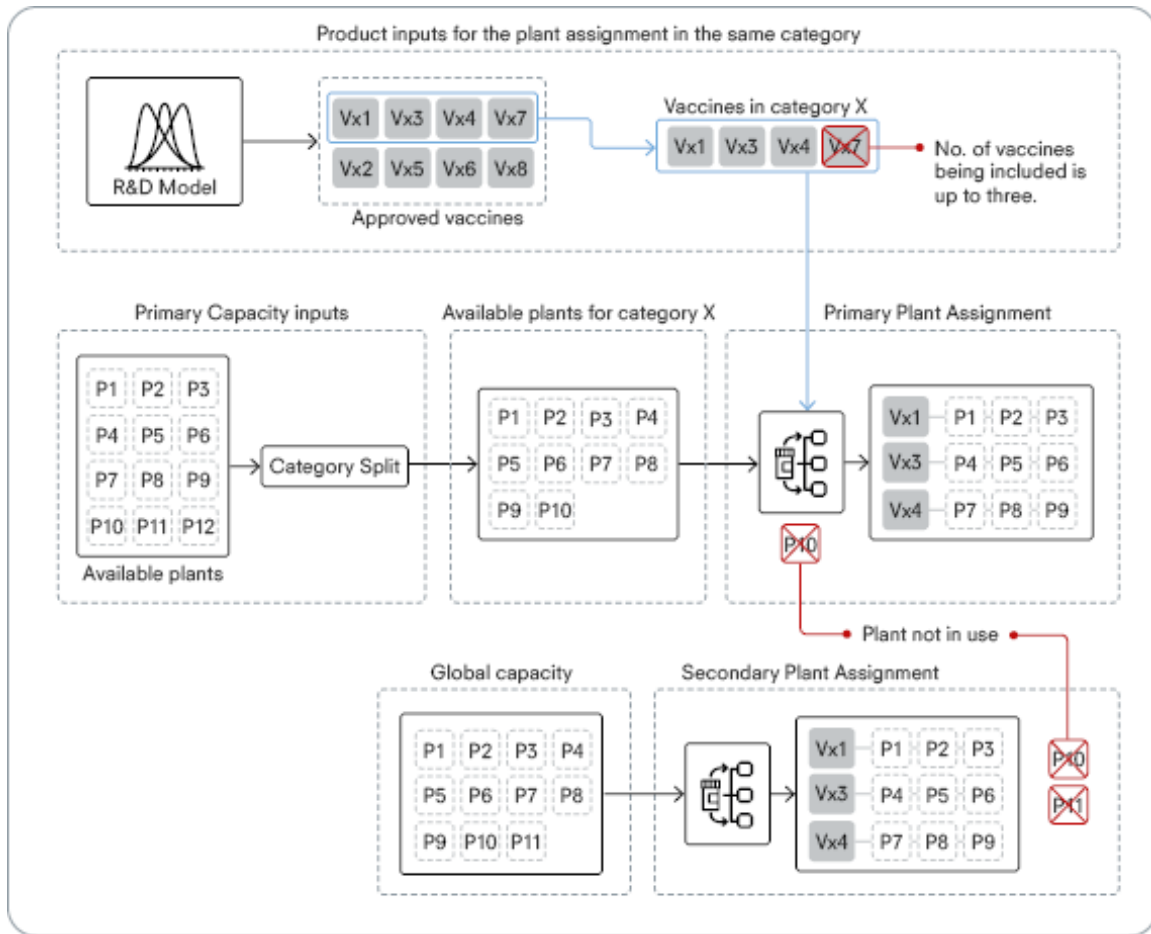 Product inputs for the plant assignment in the same category
R&D Model
Vx1 Vx3 Vx4 Vx7
Vx2 Vx5 Vx6 Vx8
Approved vaccines
Vaccines in category X
Vx1 Vx3 Vx4 Vx7
No. of vaccines
being included is
up to three.
Primary Capacity inputs
P1 P2 P3
P4 P5 P6
P7 P8 P9
P10 P11 P12
Available plants
Category Split
Available plants for category X
P1 P2 P3 P4
P5 P6 P7 P8
P9 P10
Primary Plant Assignment
Vx1 P1 P2 P3
Vx3 P4 P5 P6
Vx4 P7 P8 P9
P10
Plant not in use
Global capacity
P1 P2 P3 P4
P5 P6 P7 P8
P9 P10 P11
Secondary Plant Assignment
Vx1 P1 P2 P3
Vx3 P4 P5 P6
Vx4 P7 P8 P9
P10
P11